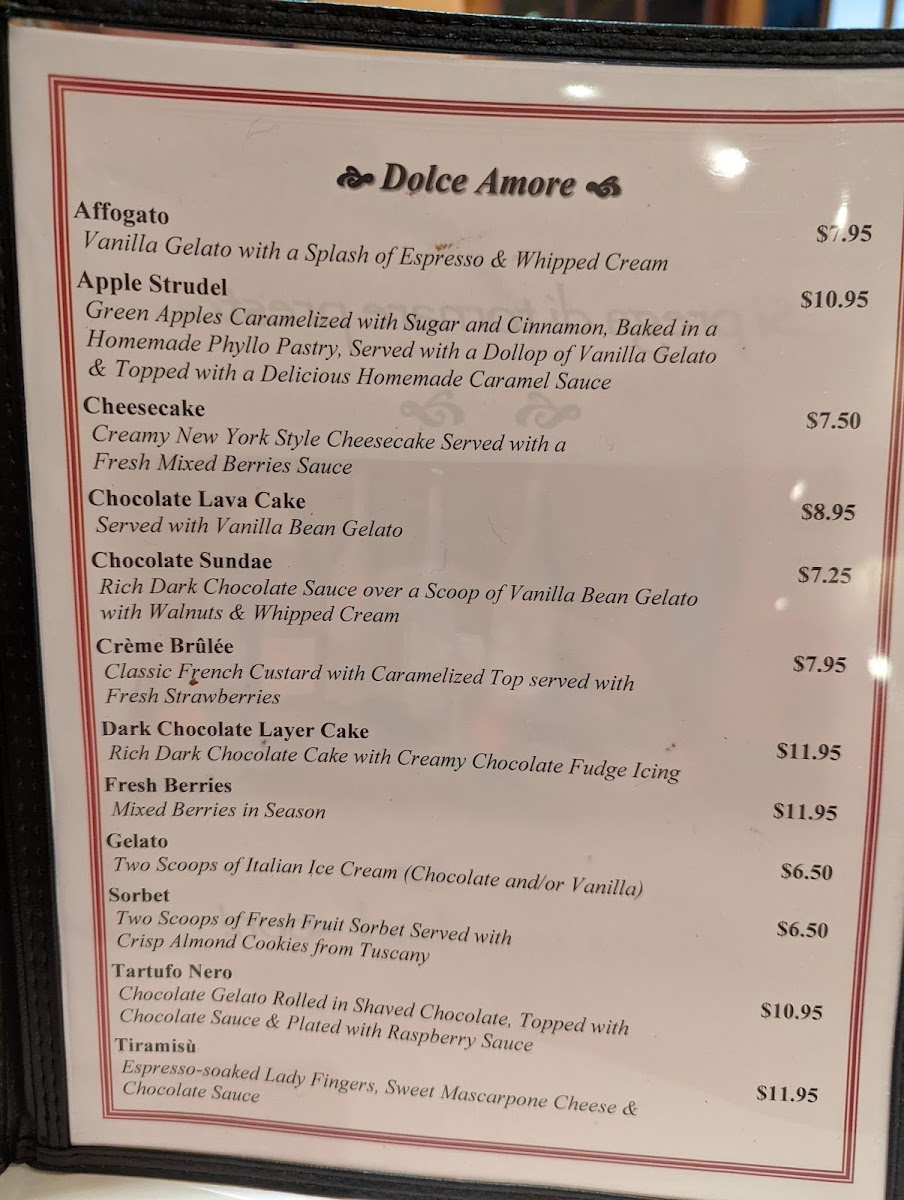 Dolce Amore
Affogato $7.95
Vanilla Gelato with a Splash of Espresso & Whipped Cream
Apple Strudel $10.95
Green Apples Caramelized with Sugar and Cinnamon, Baked in a
Homemade Phyllo Pastry, Served with a Dollop of Vanilla Gelato
& Topped with a Delicious Homemade Caramel Sauce
Cheesecake $7.50
Creamy New York Style Cheesecake Served with a
Fresh Mixed Berries Sauce
Chocolate Lava Cake $8.95
Served with Vanilla Bean Gelato
Chocolate Sundae $7.25
Rich Dark Chocolate Sauce over a Scoop of Vanilla Bean Gelato
with Walnuts & Whipped Cream
Crème Brûlée $7.95
Classic French Custard with Caramelized Top served with
Fresh Strawberries
Dark Chocolate Layer Cake $11.95
Rich Dark Chocolate Cake with Creamy Chocolate Fudge Icing
Fresh Berries $11.95
Mixed Berries in Season
Gelato $6.50
Two Scoops of Italian Ice Cream (Chocolate and/or Vanilla)
Sorbet $6.50
Two Scoops of Fresh Fruit Sorbet Served with
Crisp Almond Cookies from Tuscany
Tartufo Nero $10.95
Chocolate Gelato Rolled in Shaved Chocolate, Topped with
Chocolate Sauce & Plated with Raspberry Sauce
Tiramisù $11.95
Espresso-soaked Lady Fingers, Sweet Mascarpone Cheese &
Chocolate Sauce